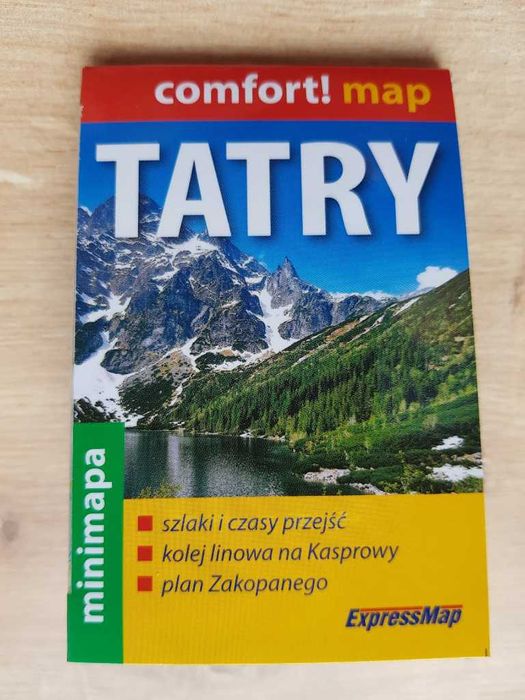 comfort! map
TATRY
minimapa
szlaki i czasy przejść
kolej linowa na Kasprowy
plan Zakopanego
ExpressMap